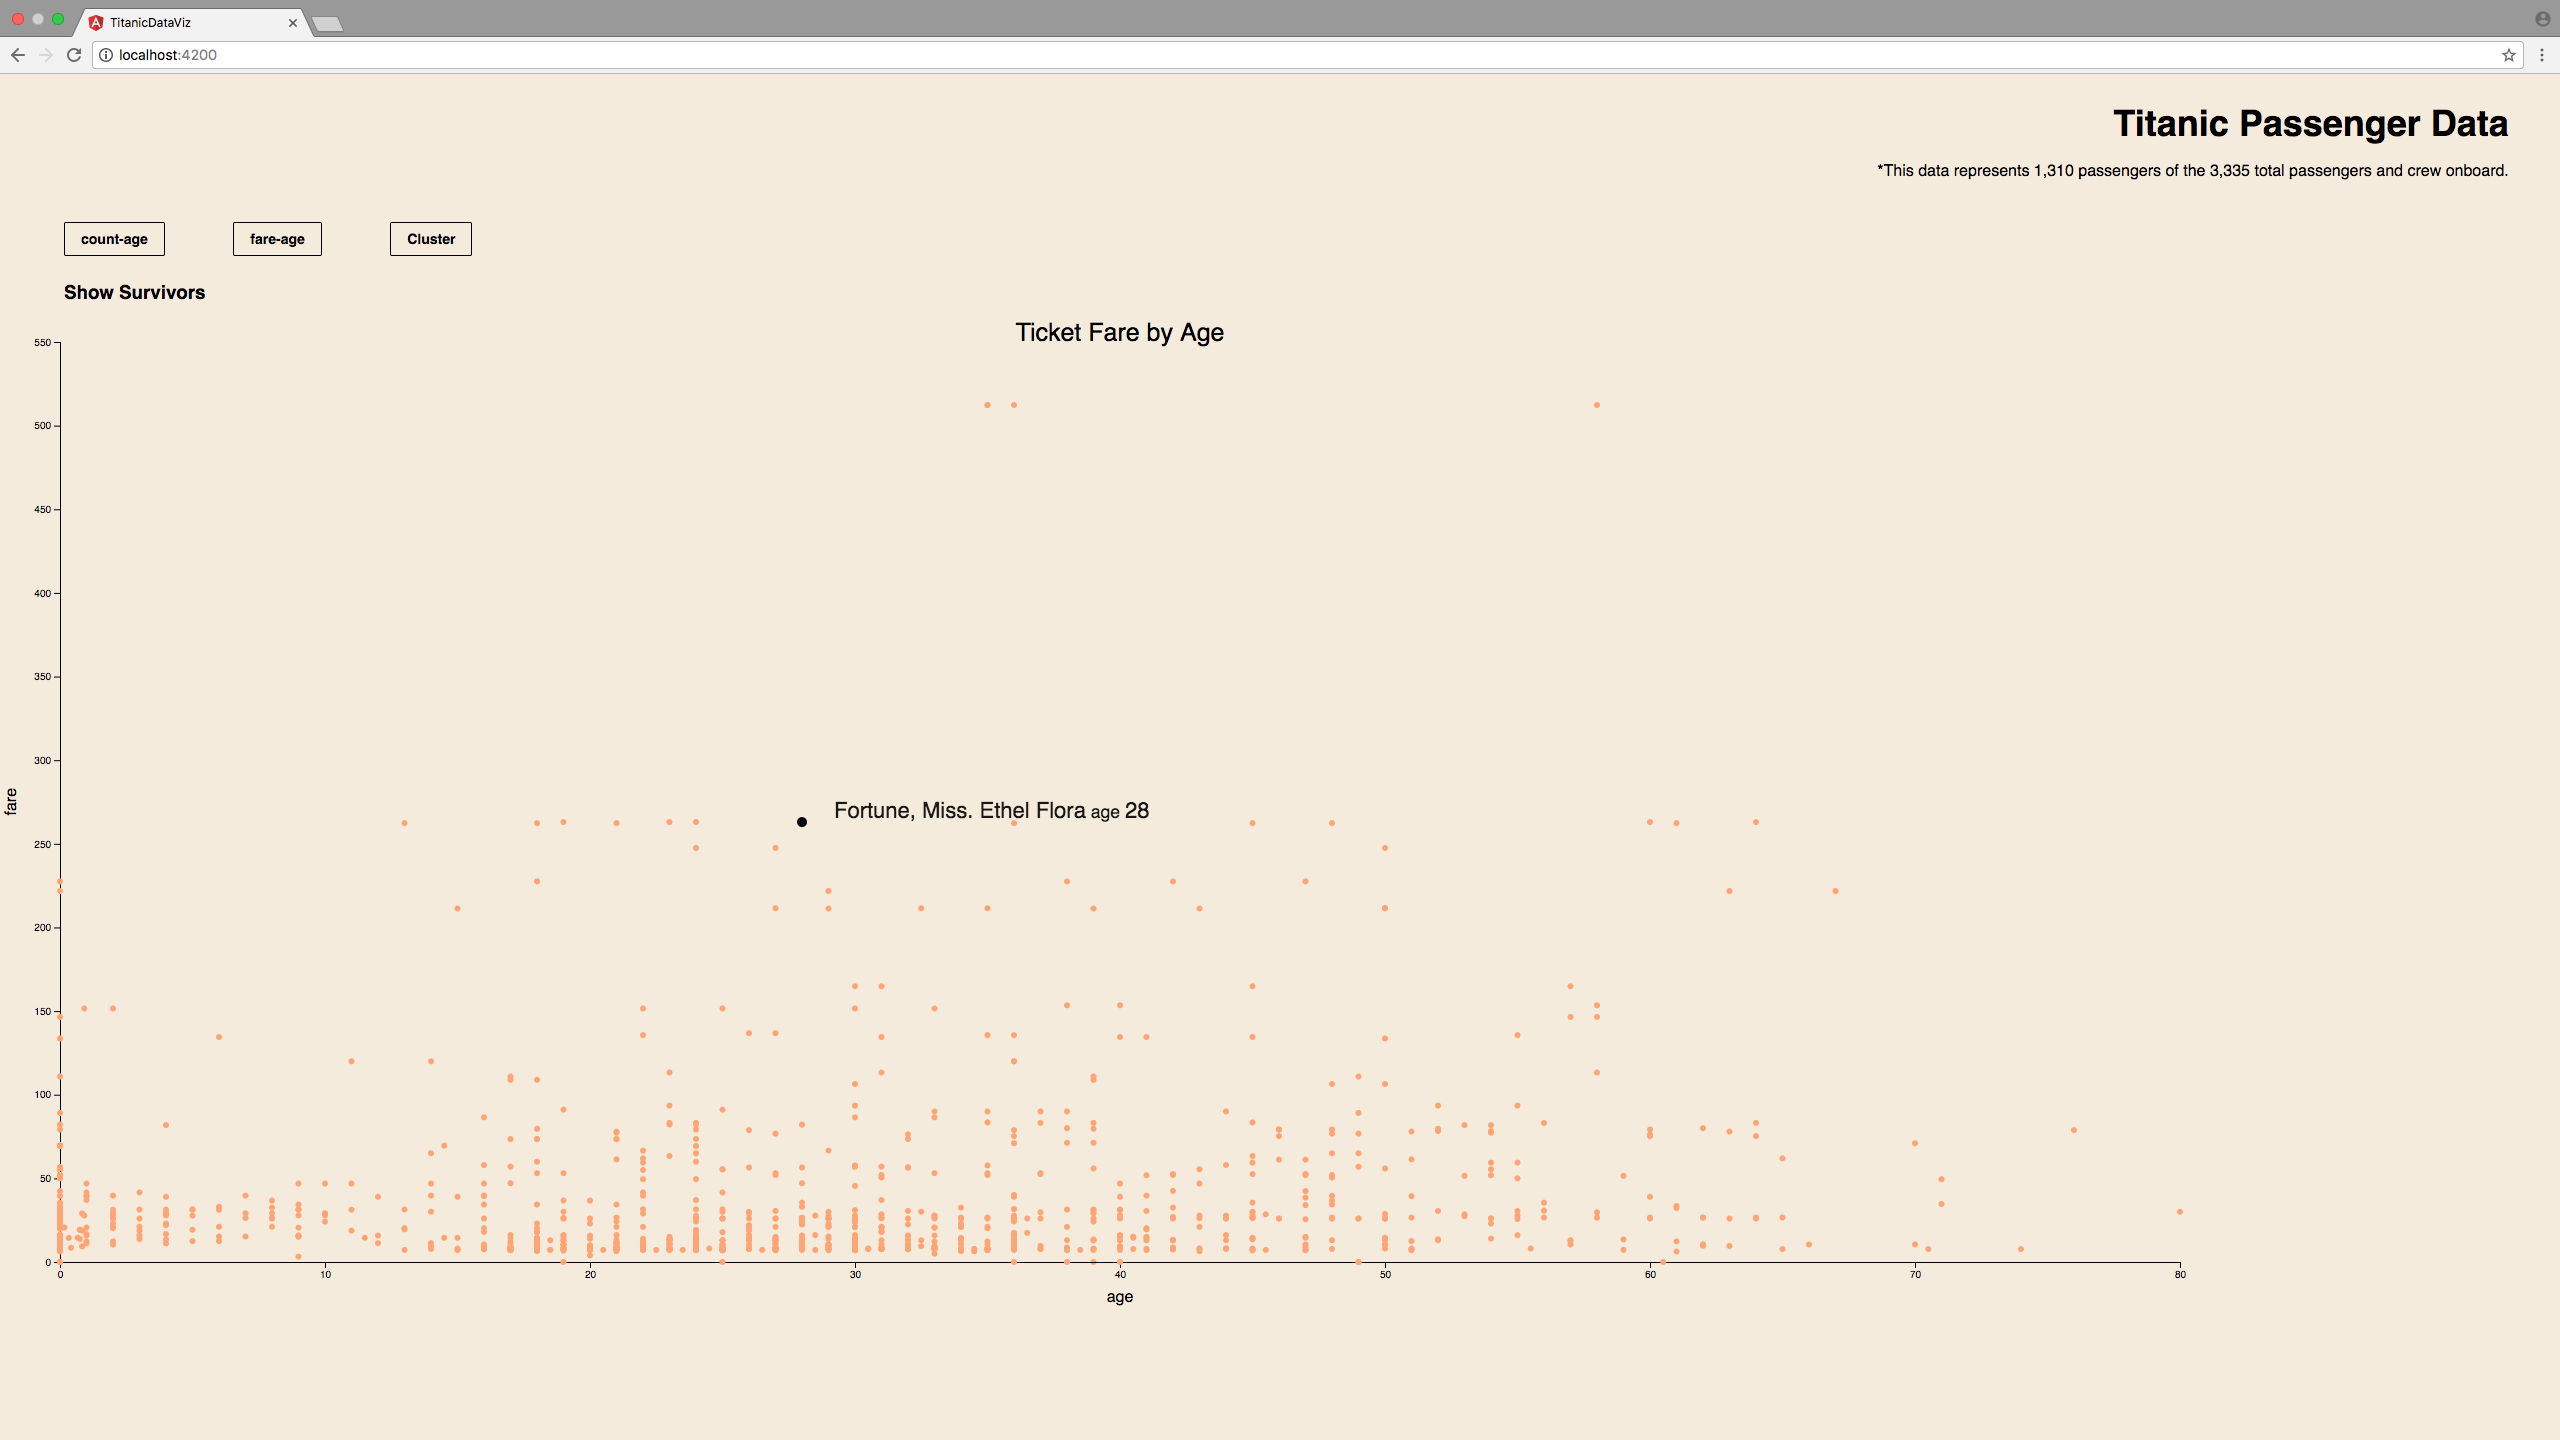 TitanicDataViz
localhost:4200
Titanic Passenger Data
*This data represents 1,310 passengers of the 3,335 total passengers and crew onboard.
count-age
fare-age
Cluster
Show Survivors
Ticket Fare by Age
550
500
450
400
350
300
fare
Fortune, Miss. Ethel Flora age 28
250
200
150
100
50
0
0 10 20 30 40 50 60 70 80
age